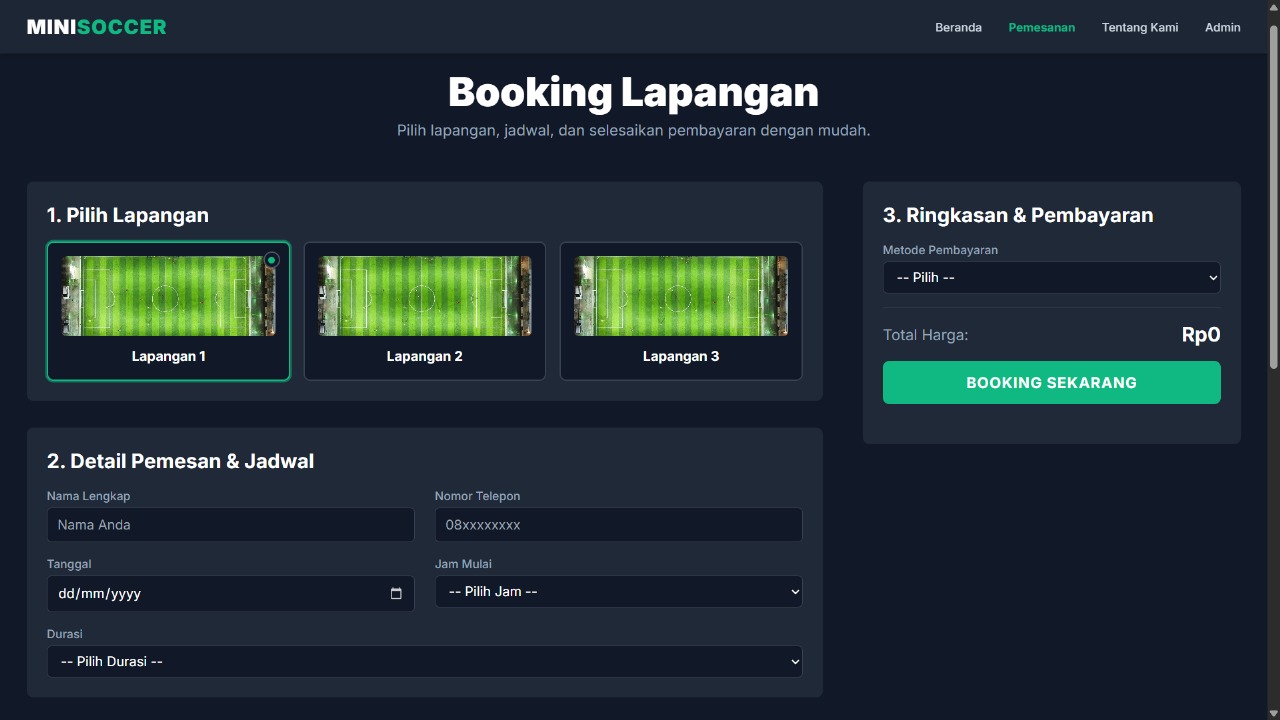 MINISOCCER
Beranda
Pemesanan
Tentang Kami
Admin
Booking Lapangan
Pilih lapangan, jadwal, dan selesaikan pembayaran dengan mudah.
1. Pilih Lapangan
Lapangan 1
Lapangan 2
Lapangan 3
2. Detail Pemesan & Jadwal
Nama Lengkap
Nama Anda
Nomor Telepon
08xxxxxxxx
Tanggal
dd/mm/yyyy
Jam Mulai
-- Pilih Jam --
Durasi
-- Pilih Durasi --
3. Ringkasan & Pembayaran
Metode Pembayaran
-- Pilih --
Total Harga:
Rp0
BOOKING SEKARANG